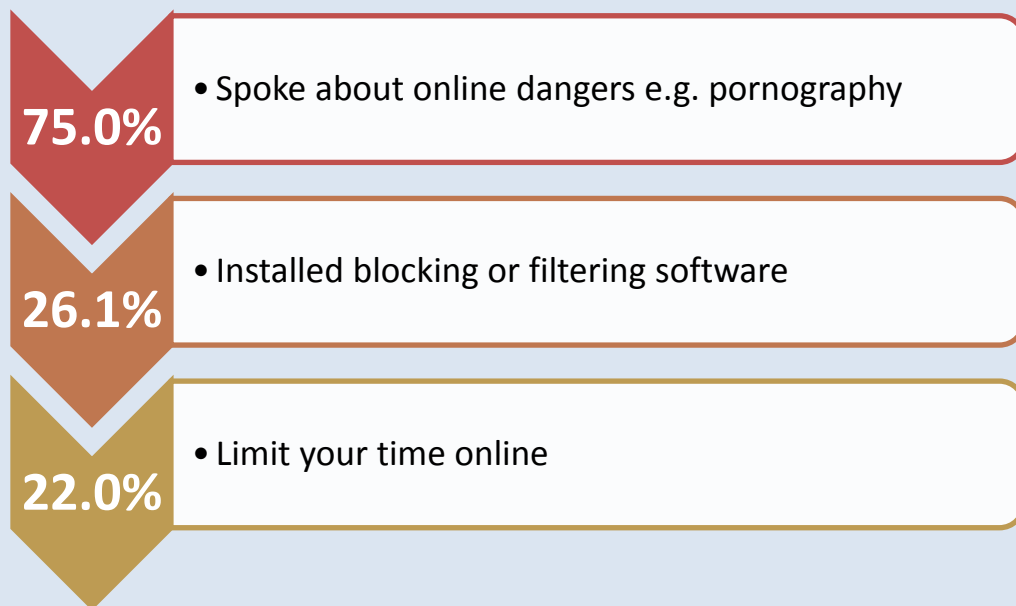 75.0%
• Spoke about online dangers e.g. pornography
26.1%
• Installed blocking or filtering software
22.0%
• Limit your time online